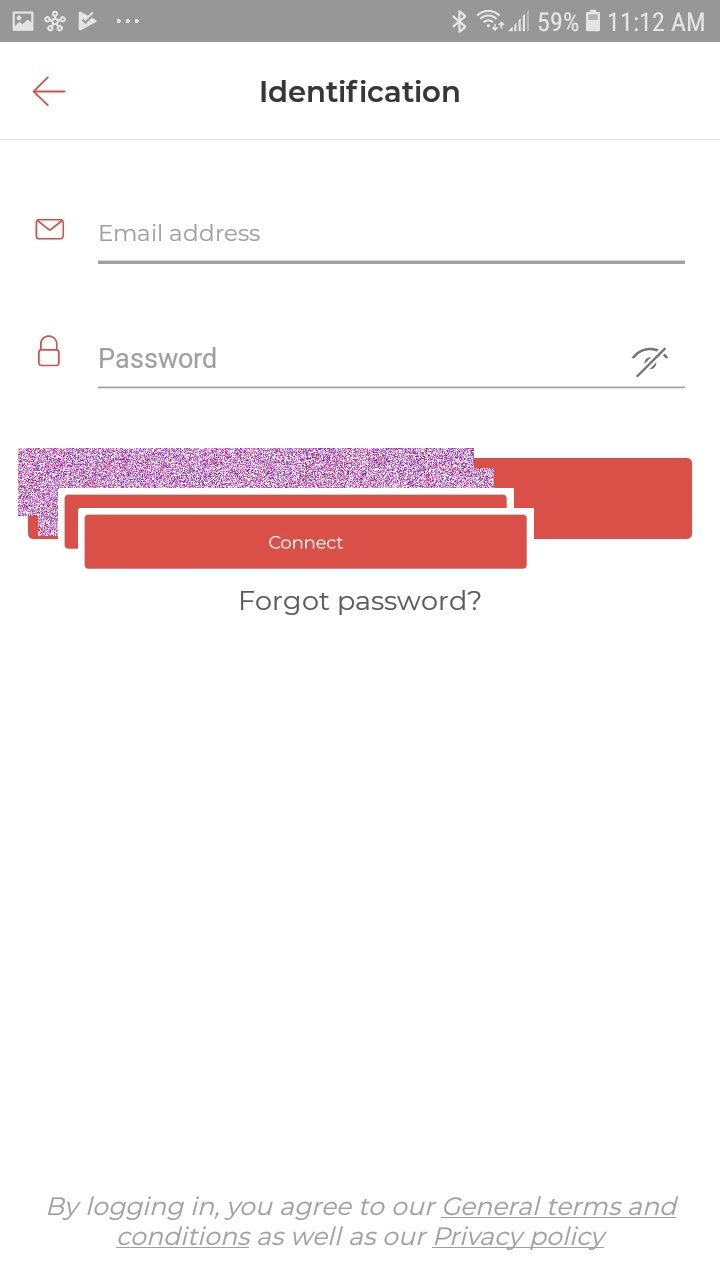 59% 11:12 AM
Identification
Email address
Password
Connect
Forgot password?
By logging in, you agree to our General terms and
conditions as well as our Privacy policy